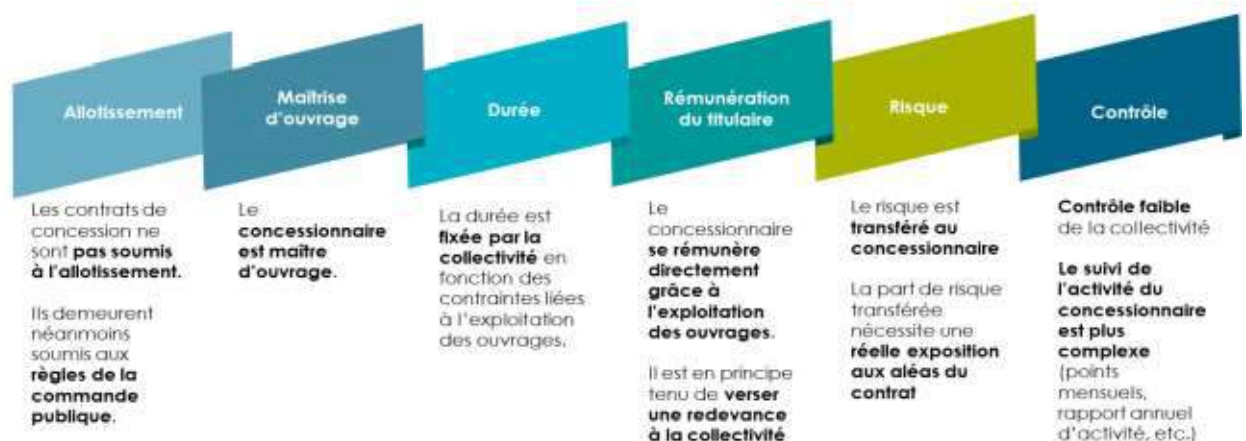 Allotissement
Maîtrise
d'ouvrage
Durée
Rémunération
du titulaire
Risque
Contrôle
Les contrats de
concession ne
sont pas soumis
à l'allotissement.
Ils demeurent
néanmoins
soumis aux
règles de la
commande
publique.
Le
concessionnaire
est maître
d'ouvrage.
La durée est
fixée par la
collectivité en
fonction des
contraintes liées
à l'exploitation
des ouvrages.
Le
concessionnaire
se rémunère
directement
grâce à
l'exploitation
des ouvrages.
Il est en principe
tenu de verser
une redevance
à la collectivité
Le risque est
transféré au
concessionnaire
La part de risque
transférée
nécessite une
réelle exposition
aux aléas du
contrat
Contrôle faible
de la collectivité
Le suivi de
l'activité du
concessionnaire
est plus
complexe
(points
mensuels,
rapport annuel
d'activité, etc.)